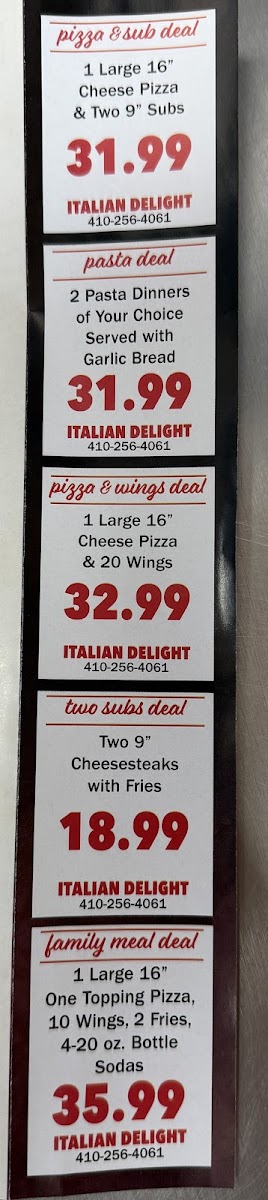 pizza & sub deal
1 Large 16”
Cheese Pizza
& Two 9” Subs
31.99
ITALIAN DELIGHT
410-256-4061
pasta deal
2 Pasta Dinners
of Your Choice
Served with
Garlic Bread
31.99
ITALIAN DELIGHT
410-256-4061
pizza & wings deal
1 Large 16”
Cheese Pizza
& 20 Wings
32.99
ITALIAN DELIGHT
410-256-4061
two subs deal
Two 9”
Cheesesteaks
with Fries
18.99
ITALIAN DELIGHT
410-256-4061
family meal deal
1 Large 16”
One Topping Pizza,
10 Wings, 2 Fries,
4-20 oz. Bottle
Sodas
35.99
ITALIAN DELIGHT
410-256-4061